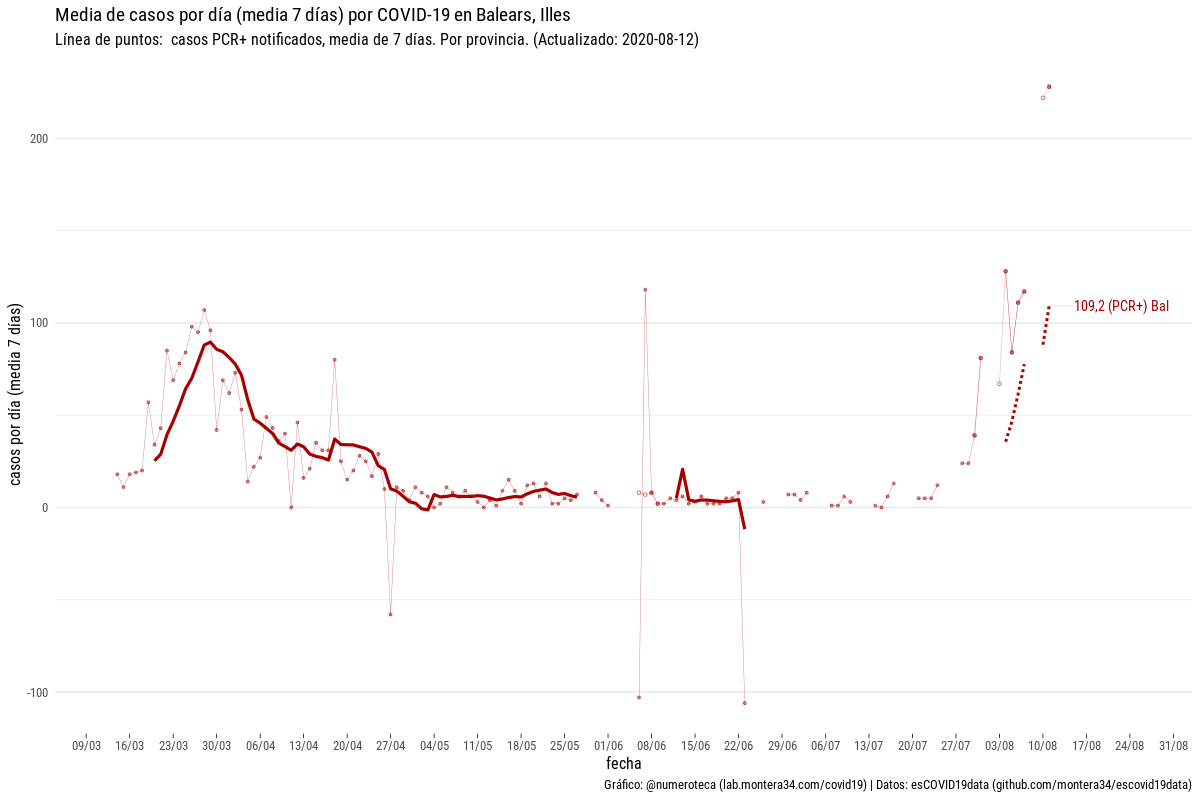 Media de casos por día (media 7 días) por COVID-19 en Balears, Illes
Línea de puntos:  casos PCR+ notificados, media de 7 días. Por provincia. (Actualizado: 2020-08-12)
casos por día (media 7 días)
200
100
0
-100
109,2 (PCR+) Bal
09/03 16/03 23/03 30/03 06/04 13/04 20/04 27/04 04/05 11/05 18/05 25/05 01/06 08/06 15/06 22/06 29/06 06/07 13/07 20/07 27/07 03/08 10/08 17/08 24/08 31/08
fecha
Gráfico: @numeroteca (lab.montera34.com/covid19) | Datos: esCOVID19data (github.com/montera34/escovid19data)